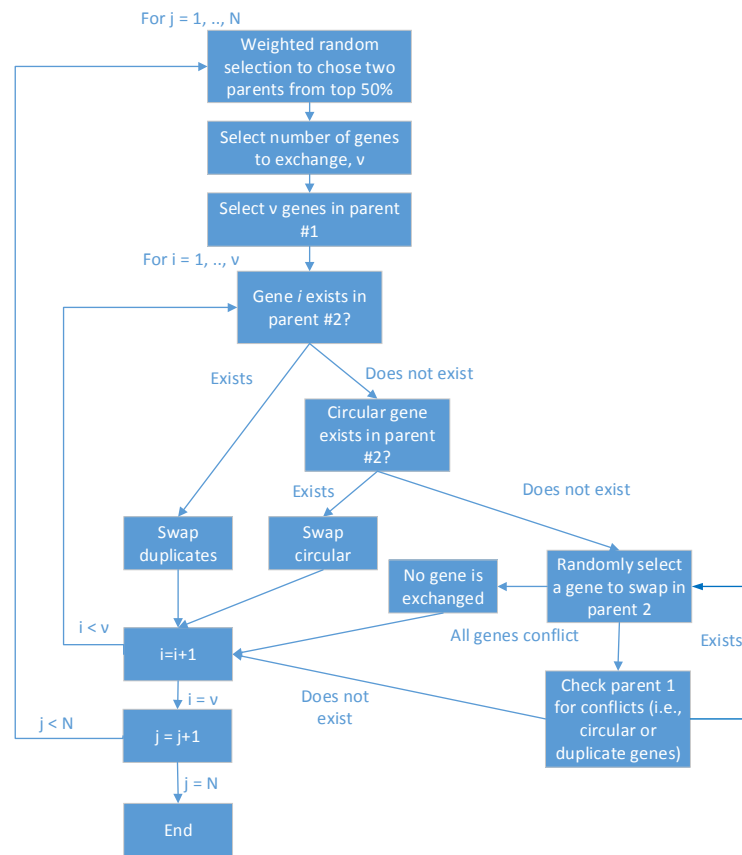 For j = 1, .., N
Weighted random
selection to chose two
parents from top 50%
Select number of genes
to exchange, ν
Select ν genes in parent
#1
For i = 1, .., ν
Gene i exists in
parent #2?
Exists
Does not exist
Circular gene
exists in parent
#2?
Exists
Does not exist
Swap
duplicates
Swap
circular
No gene is
exchanged
Randomly select
a gene to swap in
parent 2
i < ν
All genes conflict
Exists
i=i+1
Does not
exist
Check parent 1
for conflicts (i.e.,
circular or
duplicate genes)
i = ν
j < N
j = j+1
j = N
End